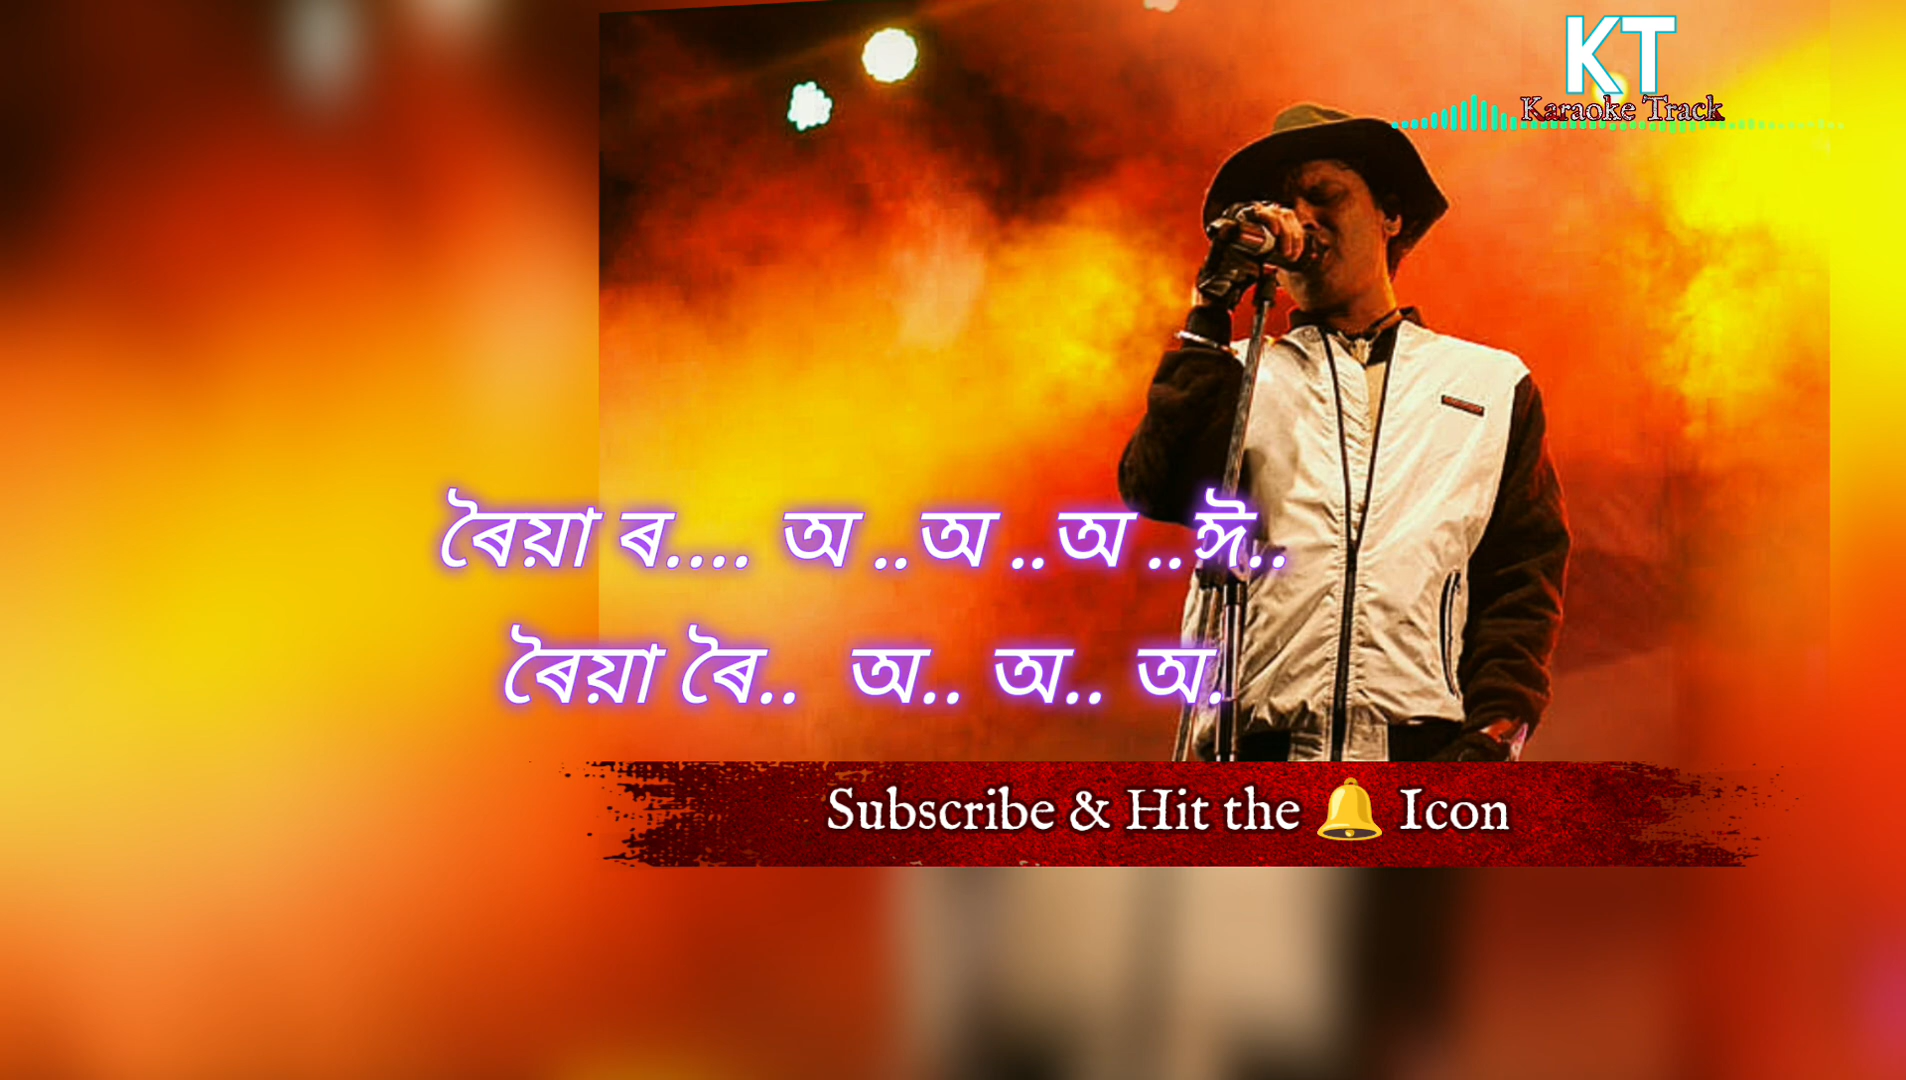 KT
Karaoke Track
ৰৈয়া ৰ.... অ ..অ ..অ ..ঈ..
ৰৈয়া ৰৈ.. অ.. অ.. অ.
Subscribe & Hit the 🔔 Icon